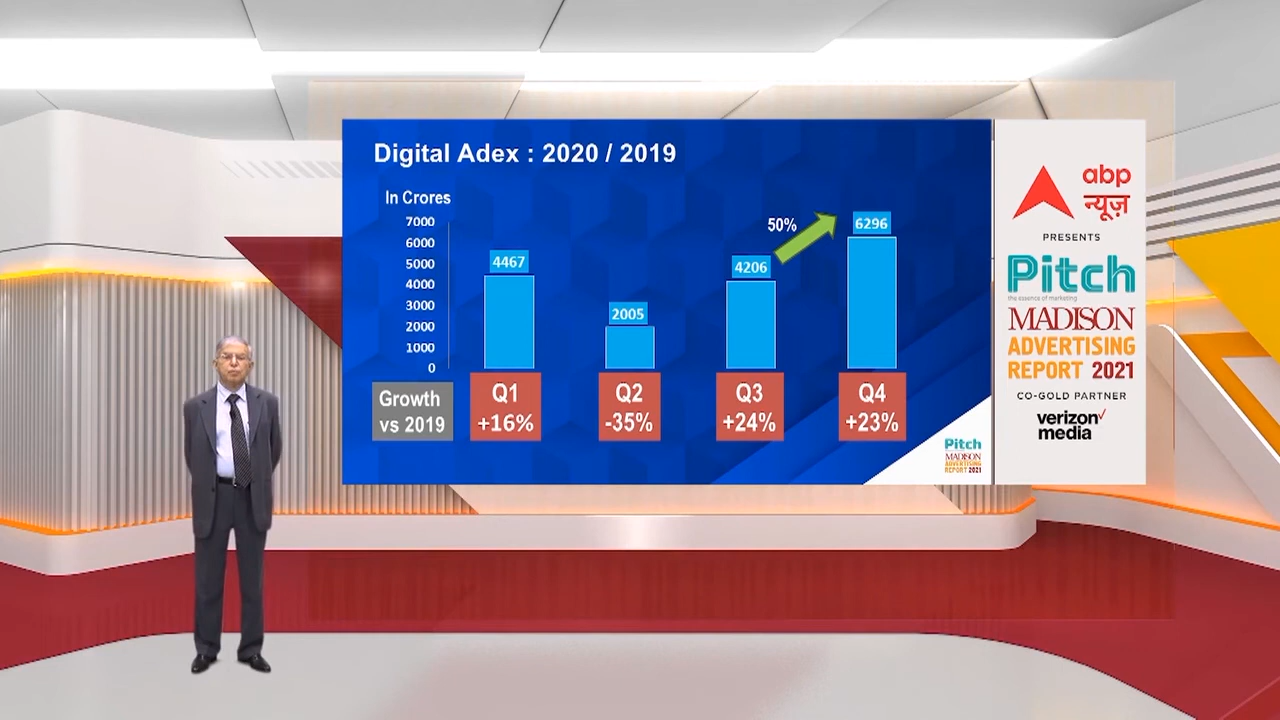 Digital Adex : 2020 / 2019
In Crores
7000
6000
5000
4000
3000
2000
1000
0
4467
2005
4206
50%
6296
Growth
vs 2019
Q1
+16%
Q2
-35%
Q3
+24%
Q4
+23%
Pitch
MADISON
ADVERTISING
REPORT 2021
abp
न्यूज़
PRESENTS
Pitch
the essence of marketing
MADISON
ADVERTISING
REPORT 2021
CO-GOLD PARTNER
verizon
media